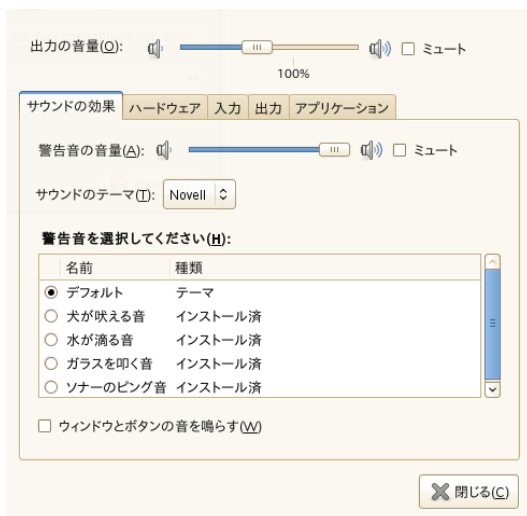 出力の音量(O): ミュート
100%
サウンドの効果 ハードウェア 入力 出力 アプリケーション
警告音の音量(A): ミュート
サウンドのテーマ(T): Novell
警告音を選択してください(H):
名前 種類
デフォルト テーマ
犬が吠える音 インストール済
水が滴る音 インストール済
ガラスを叩く音 インストール済
ソナーのピング音 インストール済
ウィンドウとボタンの音を鳴らす(W)
閉じる(C)